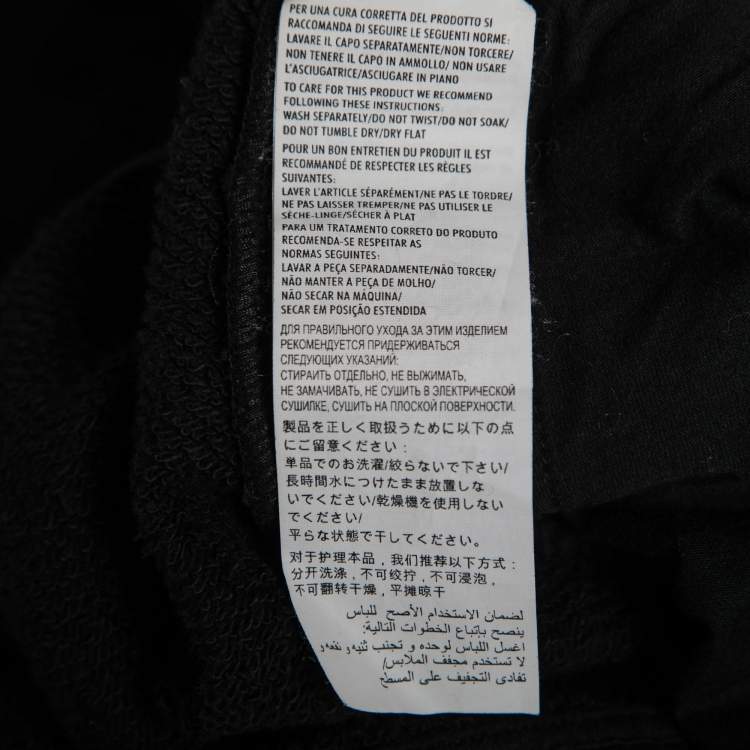 PER UNA CURA CORRETTA DEL PRODOTTO SI
RACCOMANDA DI SEGUIRE LE SEGUENTI NORME:
LAVARE IL CAPO SEPARATAMENTE/NON TORCERE/
NON TENERE IL CAPO IN AMMOLLO/NON USARE
L'ASCIUGATRICE/ASCIUGARE IN PIANO
TO CARE FOR THIS PRODUCT WE RECOMMEND
FOLLOWING THESE INSTRUCTIONS:
WASH SEPARATELY/DO NOT TWIST/DO NOT SOAK/
DO NOT TUMBLE DRY/DRY FLAT
POUR UN BON ENTRETIEN DU PRODUIT IL EST
RECOMMANDÉ DE RESPECTER LES RÈGLES
SUIVANTES:
LAVER L'ARTICLE SÉPARÉMENT/NE PAS LE TORDRE/
NE PAS LAISSER TREMPER/NE PAS UTILISER LE
SÈCHE-LINGE/SÉCHER À PLAT
PARA UM TRATAMENTO CORRETO DO PRODUTO
RECOMENDA-SE RESPEITAR AS
NORMAS SEGUINTES:
LAVAR A PEÇA SEPARADAMENTE/NÃO TORCER/
NÃO MANTER A PEÇA DE MOLHO/
NÃO SECAR NA MÁQUINA/
SECAR EM POSIÇÃO ESTENDIDA
ДЛЯ ПРАВИЛЬНОГО УХОДА ЗА ЭТИМ ИЗДЕЛИЕМ
РЕКОМЕНДУЕТСЯ ПРИДЕРЖИВАТЬСЯ
СЛЕДУЮЩИХ УКАЗАНИЙ:
СТИРАИТЬ ОТДЕЛЬНО, НЕ ВЫЖИМАТЬ,
НЕ ЗАМАЧИВАТЬ, НЕ СУШИТЬ В ЭЛЕКТРИЧЕСКОЙ
СУШИЛКЕ, СУШИТЬ НА ПЛОСКОЙ ПОВЕРХНОСТИ.
製品を正しく取扱うために以下の点
にご留意ください：
単品でのお洗濯/絞らないで下さい/
長時間水につけたまま放置しな
いでください/乾燥機を使用しない
でください/
平らな状態で干してください。
对于护理本品，我们推荐以下方式：
分开洗涤，不可绞拧，不可浸泡，
不可翻转干燥，平摊晾干
لضمان الاستخدام الأصح للباس
ينصح بإتباع الخطوات التالية:
اغسل اللباس لوحده و تجنب ثنيه و نقعه و
لا تستخدم مجفف الملابس/
تفادى التجفيف على المسطح